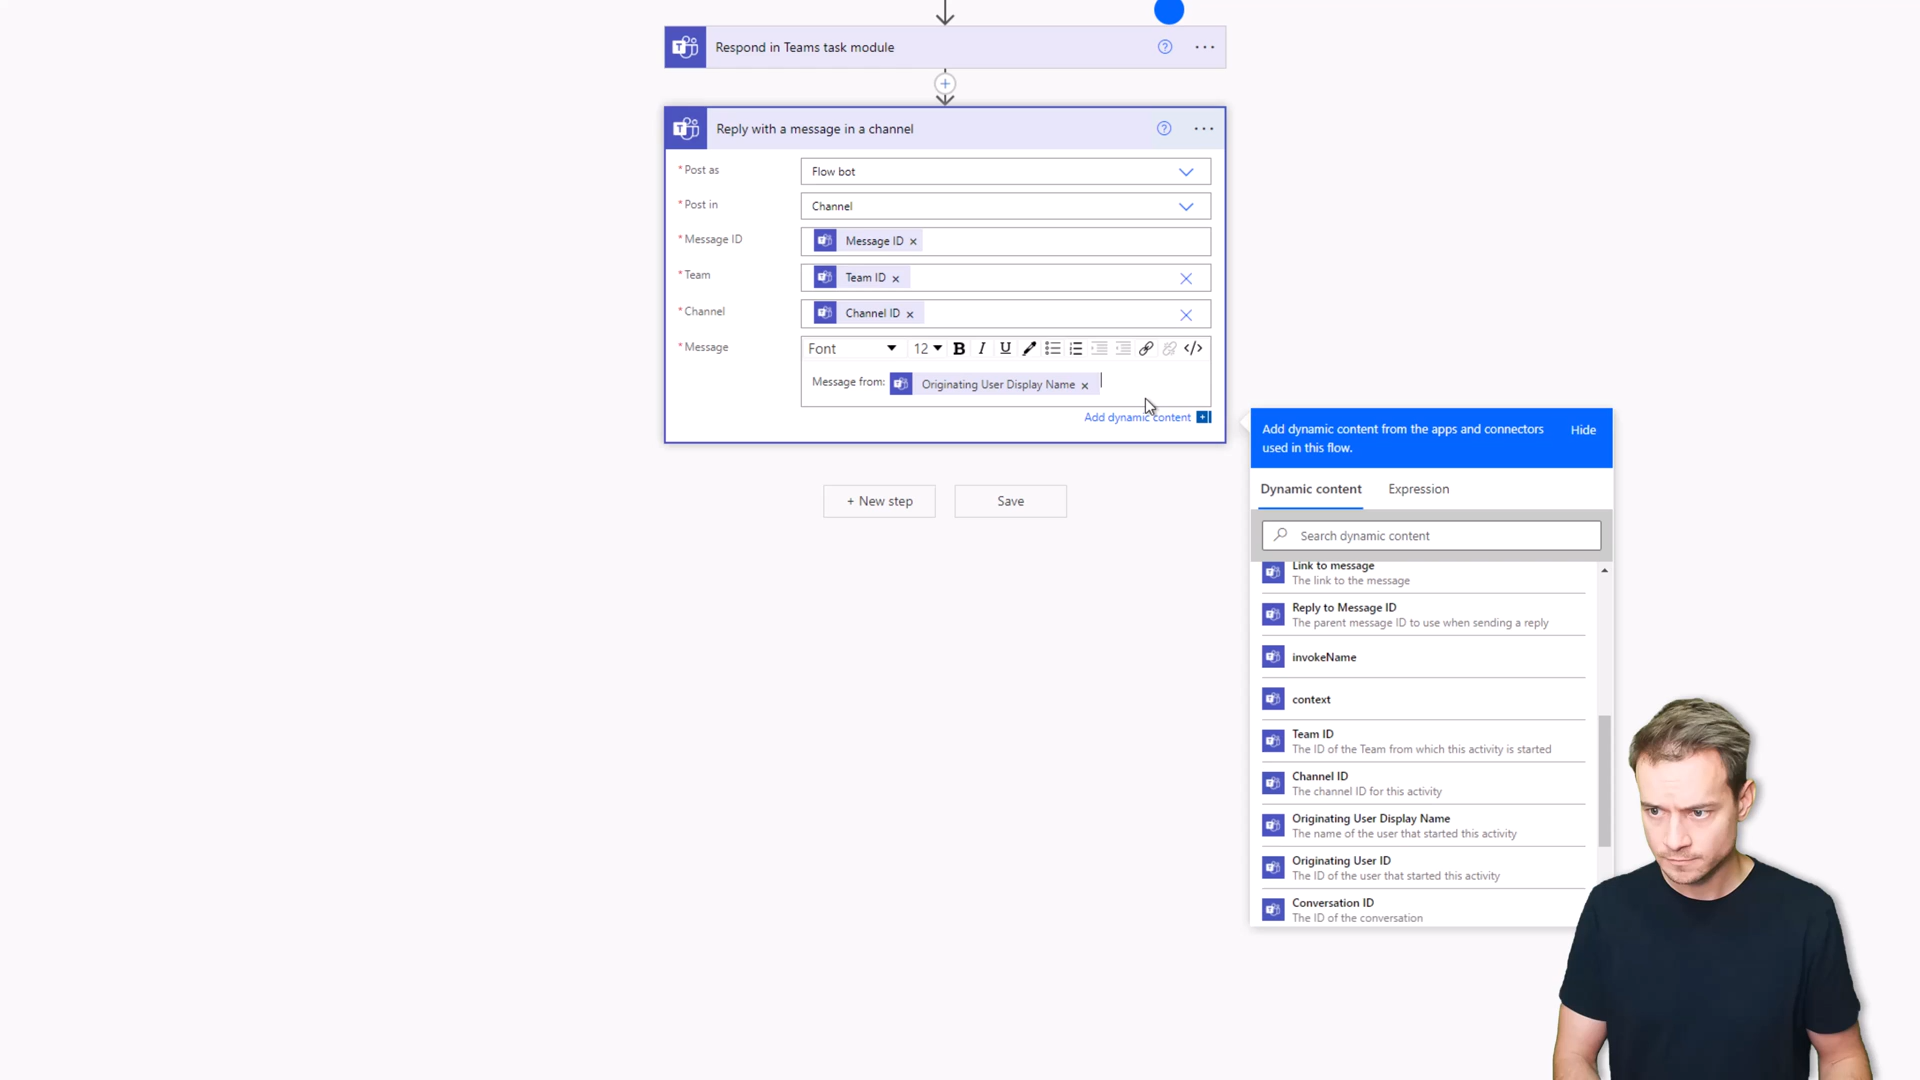 Respond in Teams task module
Reply with a message in a channel
* Post as
Flow bot
* Post in
Channel
* Message ID
Message ID ×
* Team
Team ID ×
* Channel
Channel ID ×
* Message
Font 12 B I U </>
Message from: Originating User Display Name ×
Add dynamic content
+ New step
Save
Add dynamic content from the apps and connectors
used in this flow.
Hide
Dynamic content
Expression
Search dynamic content
Link to message
The link to the message
Reply to Message ID
The parent message ID to use when sending a reply
invokeName
context
Team ID
The ID of the Team from which this activity is started
Channel ID
The channel ID for this activity
Originating User Display Name
The name of the user that started this activity
Originating User ID
The ID of the user that started this activity
Conversation ID
The ID of the conversation